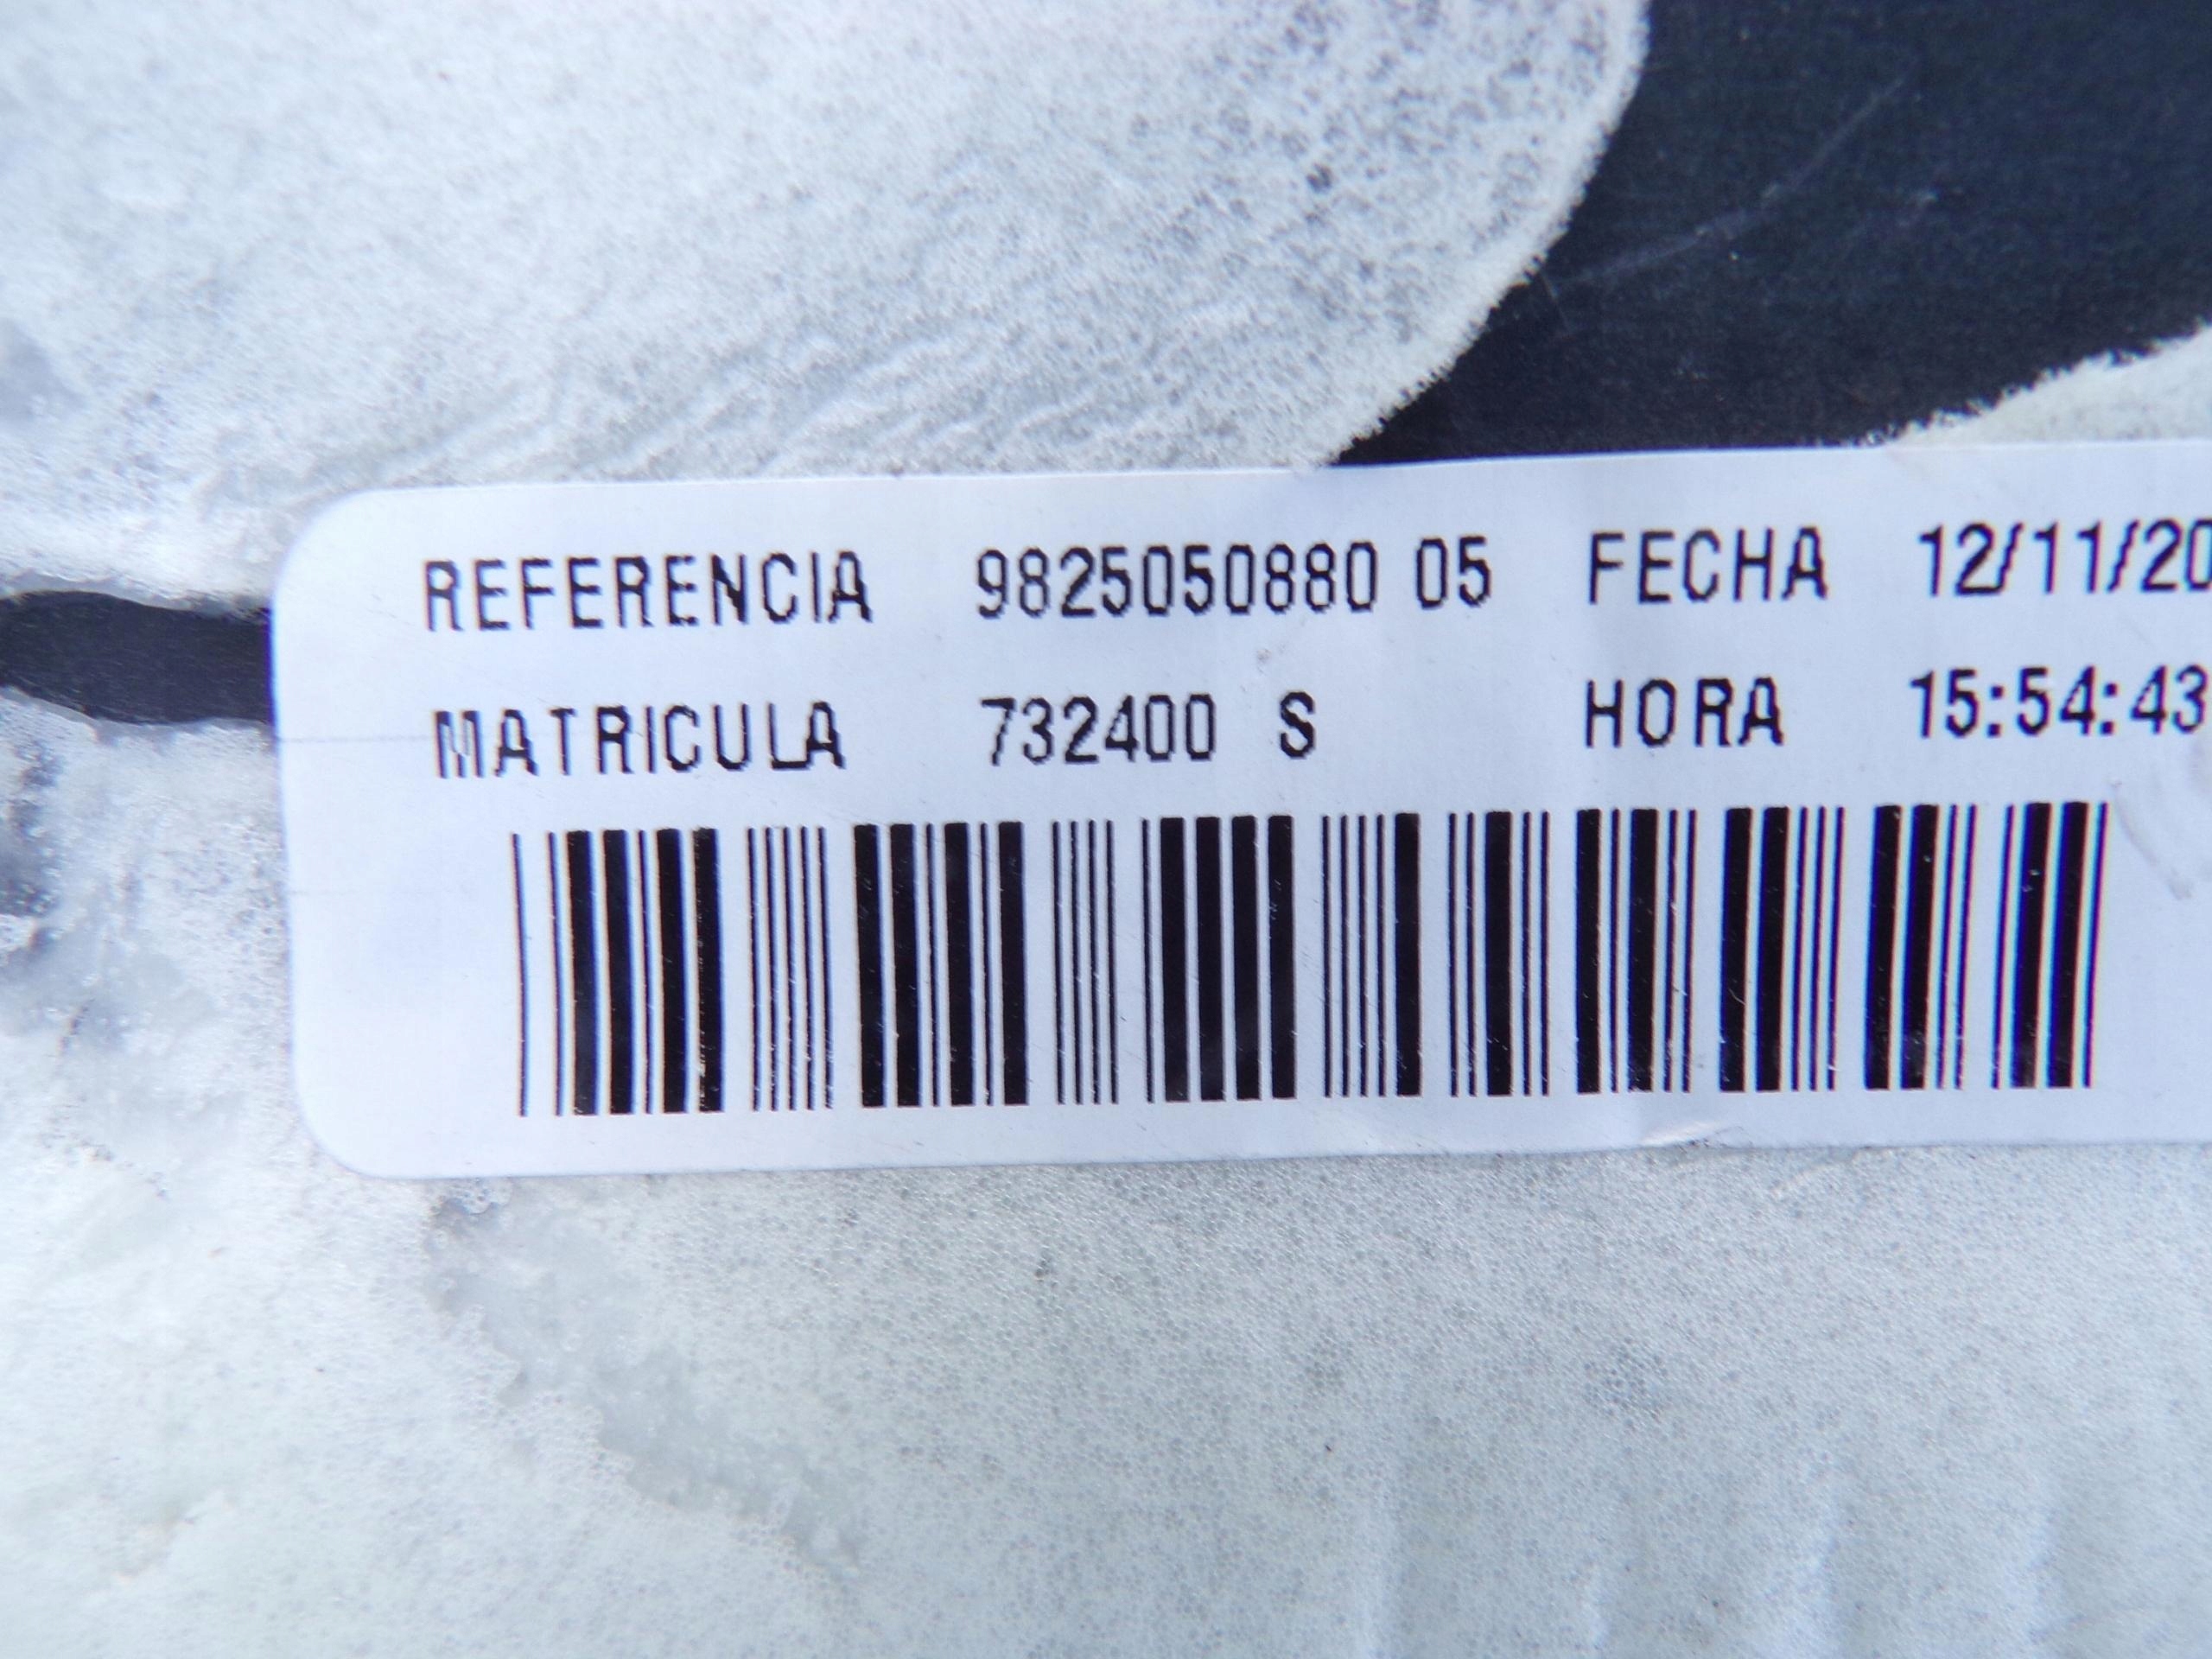 REFERENCIA 9825050880 05 FECHA 12/11/20
MATRICULA 732400 S HORA 15:54:43